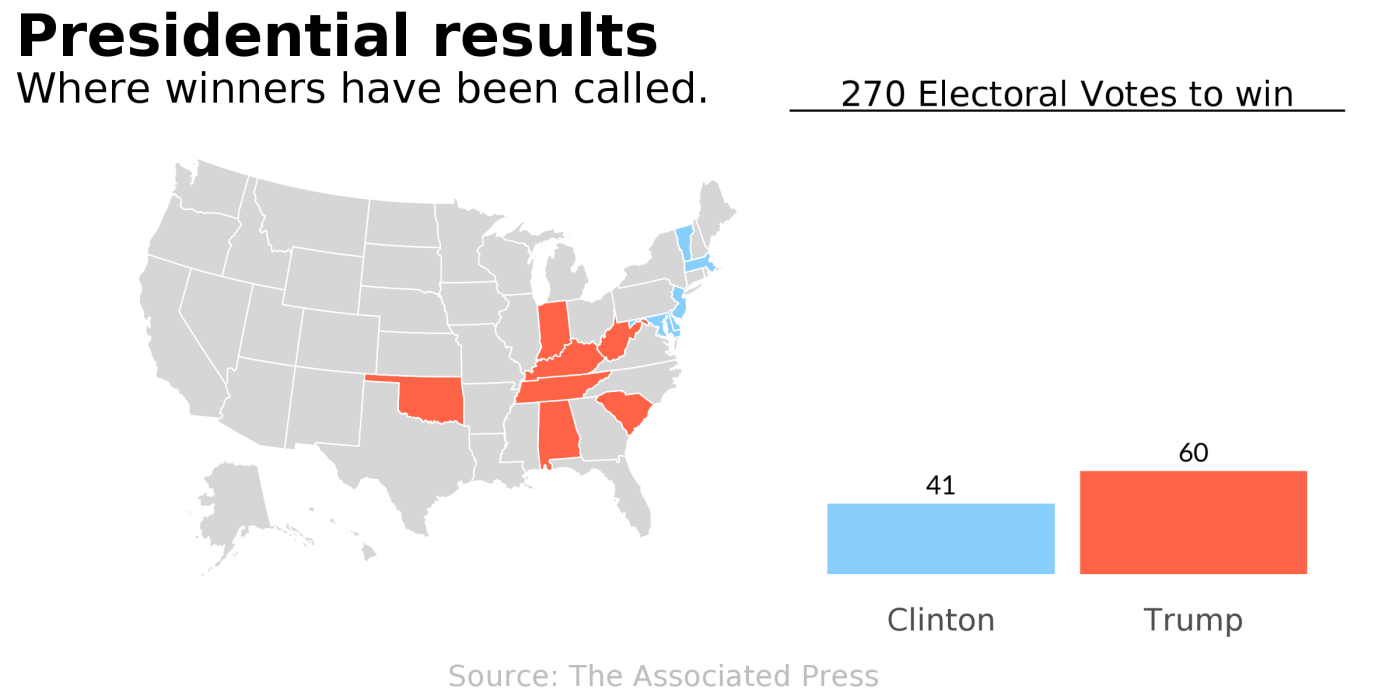 Presidential results
Where winners have been called.
270 Electoral Votes to win
41
60
Clinton
Trump
Source: The Associated Press